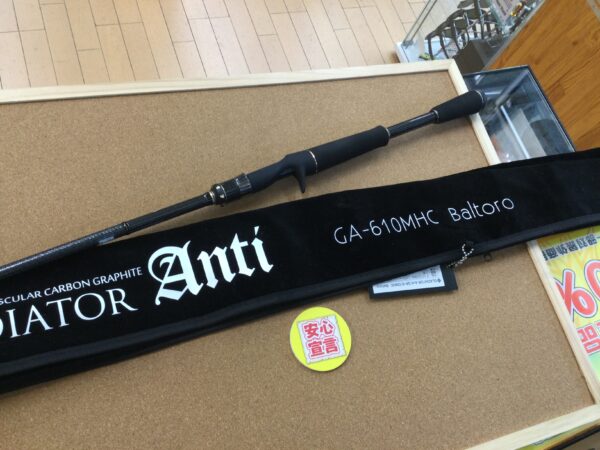 SCULAR CARBON GRAPHITE
DIATOR Anti
GA-610MHC Baltoro
安心
宣言